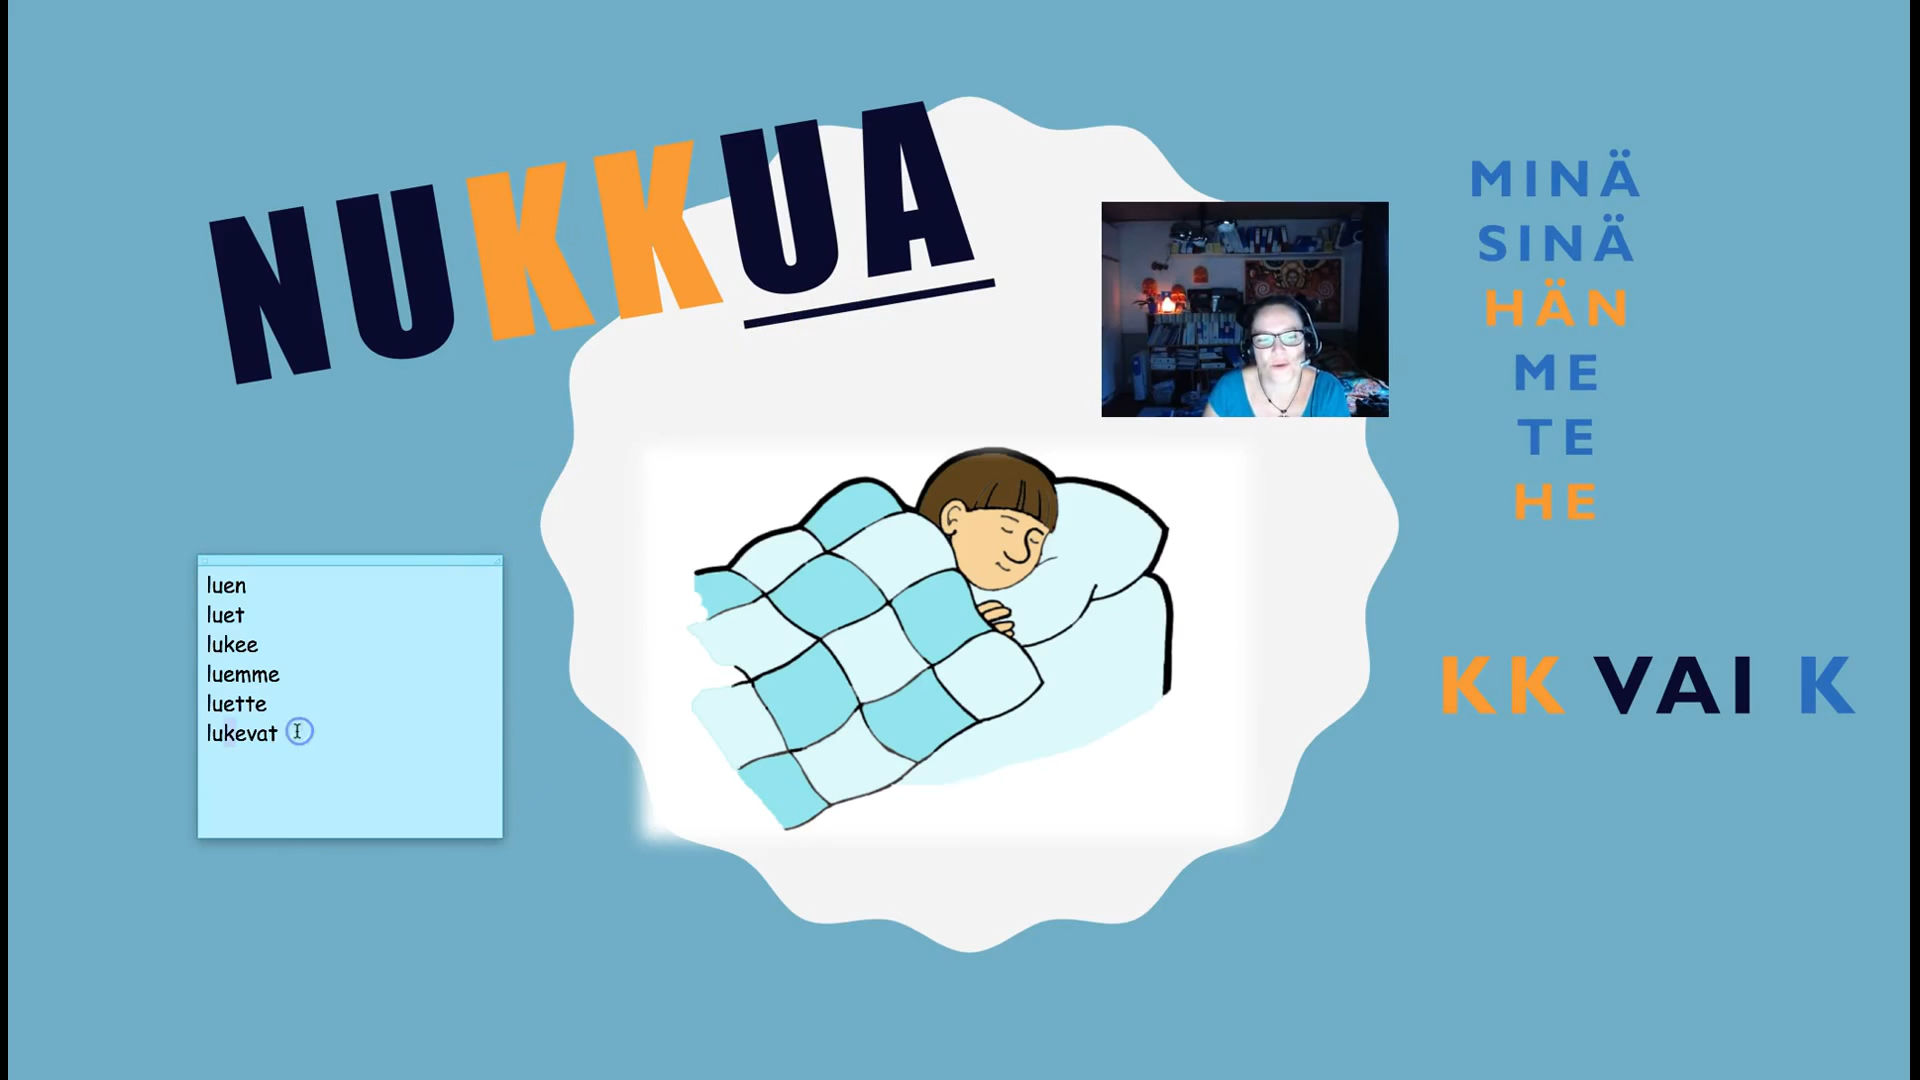 NUKKUA
MINÄ
SINÄ
HÄN
ME
TE
HE
luen
luet
lukee
luemme
luette
lukevat
KK VAI K